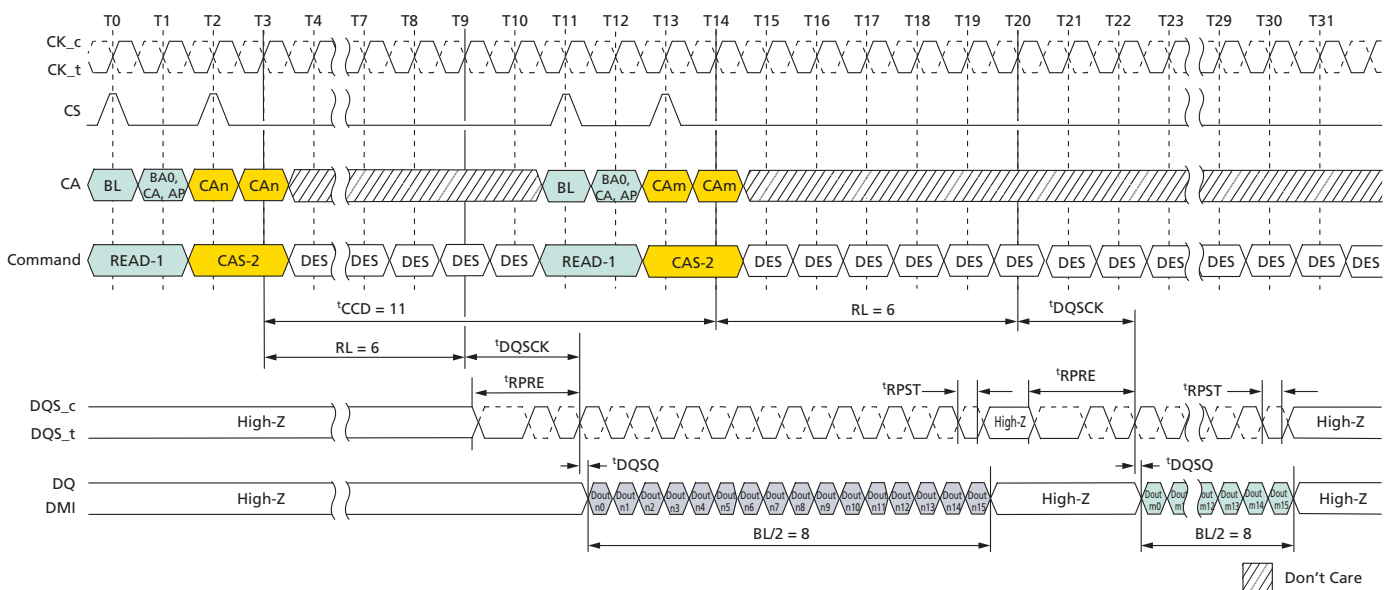 T0 T1 T2 T3 T4 T7 T8 T9 T10 T11 T12 T13 T14 T15 T16 T17 T18 T19 T20 T21 T22 T23 T29 T30 T31
CK_c
CK_t
CS
CA BL BA0, CA, AP CAn CAn BL BA0, CA, AP CAm CAm
Command READ-1 CAS-2 DES DES DES DES DES READ-1 CAS-2 DES DES DES DES DES DES DES DES DES DES DES DES DES
tCCD = 11 RL = 6 tDQSCK
RL = 6 tDQSCK
tRPRE tRPST tRPRE tRPST
DQS_c
DQS_t
High-Z High-Z High-Z
tDQSQ tDQSQ
DQ
DMI
High-Z Dout n0 Dout n1 Dout n2 Dout n3 Dout n4 Dout n5 Dout n6 Dout n7 Dout n8 Dout n9 Dout n10 Dout n11 Dout n12 Dout n13 Dout n14 Dout n15 High-Z Dout m0 Dout m12 Dout m13 Dout m14 Dout m15 High-Z
BL/2 = 8 BL/2 = 8
Don't Care